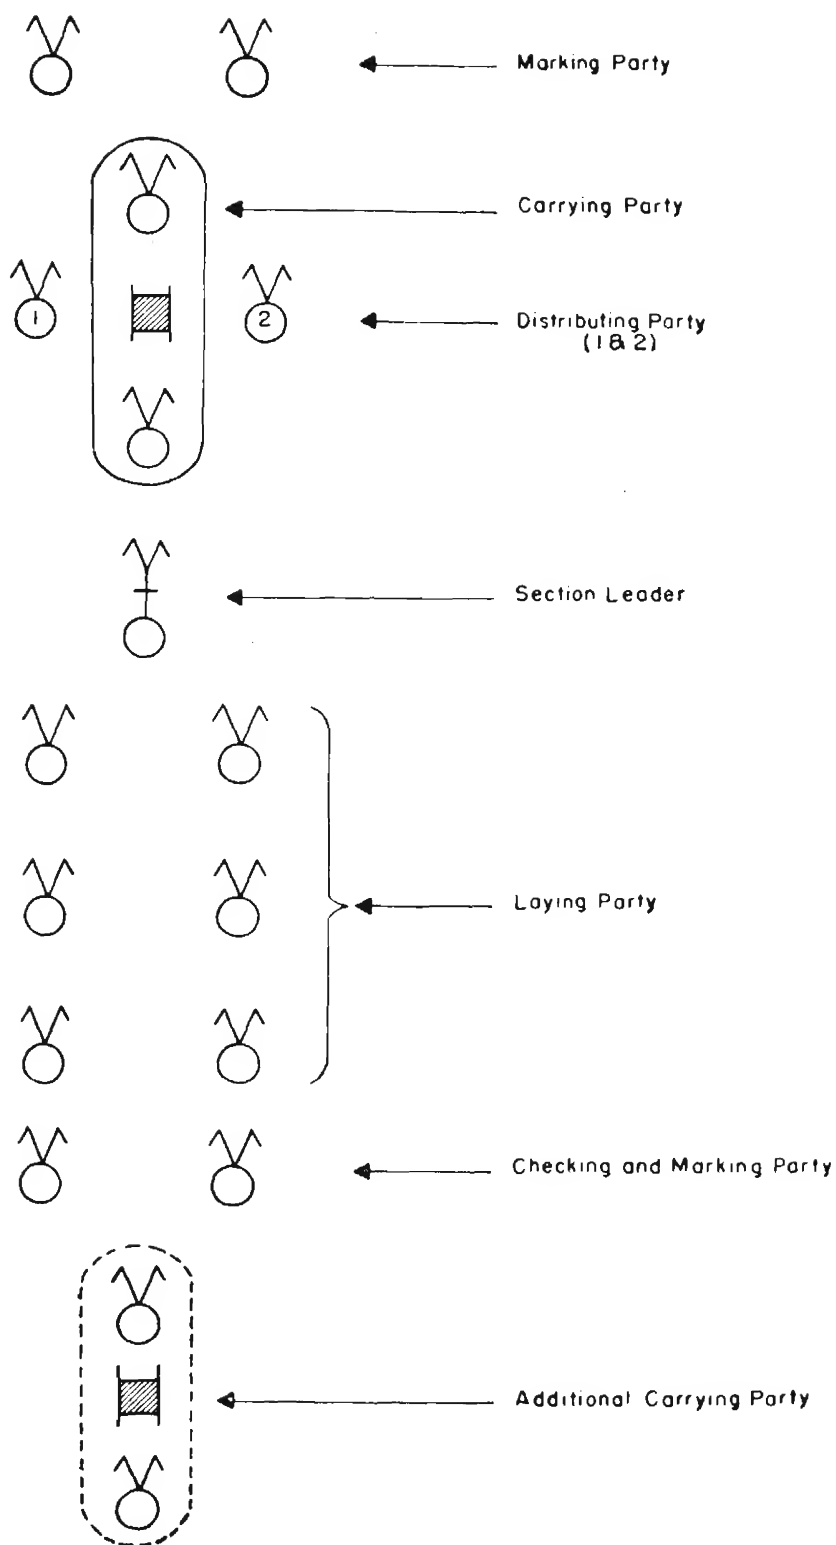 Marking Party
Carrying Party
1
2
Distributing Party
(1 & 2)
Section Leader
Laying Party
Checking and Marking Party
Additional Carrying Party